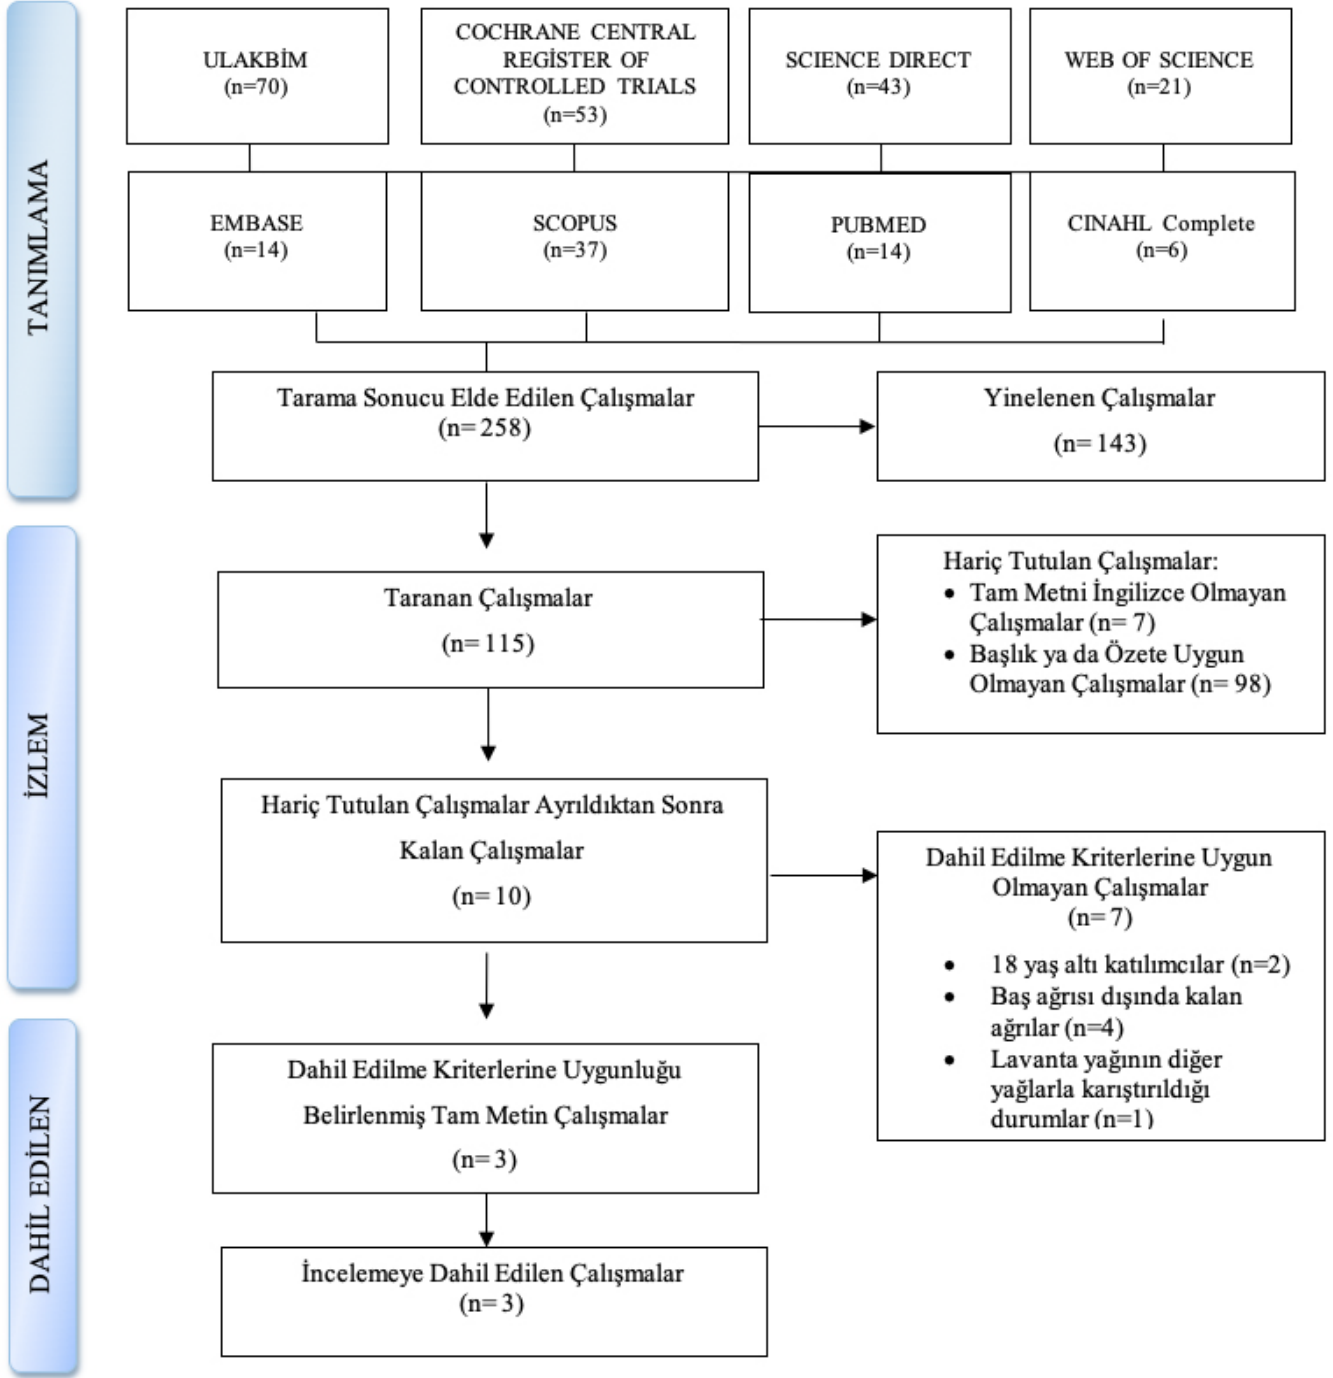 TANIMLAMA
ULAKBİM
(n=70)
COCHRANE CENTRAL
REGISTER OF
CONTROLLED TRIALS
(n=53)
SCIENCE DIRECT
(n=43)
WEB OF SCIENCE
(n=21)
EMBASE
(n=14)
SCOPUS
(n=37)
PUBMED
(n=14)
CINAHL Complete
(n=6)
Tarama Sonucu Elde Edilen Çalışmalar
(n= 258)
Yinelenen Çalışmalar
(n= 143)
İZLEM
Taranan Çalışmalar
(n= 115)
Hariç Tutulan Çalışmalar:
• Tam Metni İngilizce Olmayan
Çalışmalar (n= 7)
• Başlık ya da Özete Uygun
Olmayan Çalışmalar (n= 98)
Hariç Tutulan Çalışmalar Ayrıldıktan Sonra
Kalan Çalışmalar
(n= 10)
Dahil Edilme Kriterlerine Uygun
Olmayan Çalışmalar
(n= 7)
• 18 yaş altı katılımcılar (n=2)
• Baş ağrısı dışında kalan
ağrılar (n=4)
• Lavanta yağının diğer
yağlarla karıştırıldığı
durumlar (n=1)
DAHİL EDİLEN
Dahil Edilme Kriterlerine Uygunluğu
Belirlenmiş Tam Metin Çalışmalar
(n= 3)
İncelemeye Dahil Edilen Çalışmalar
(n= 3)